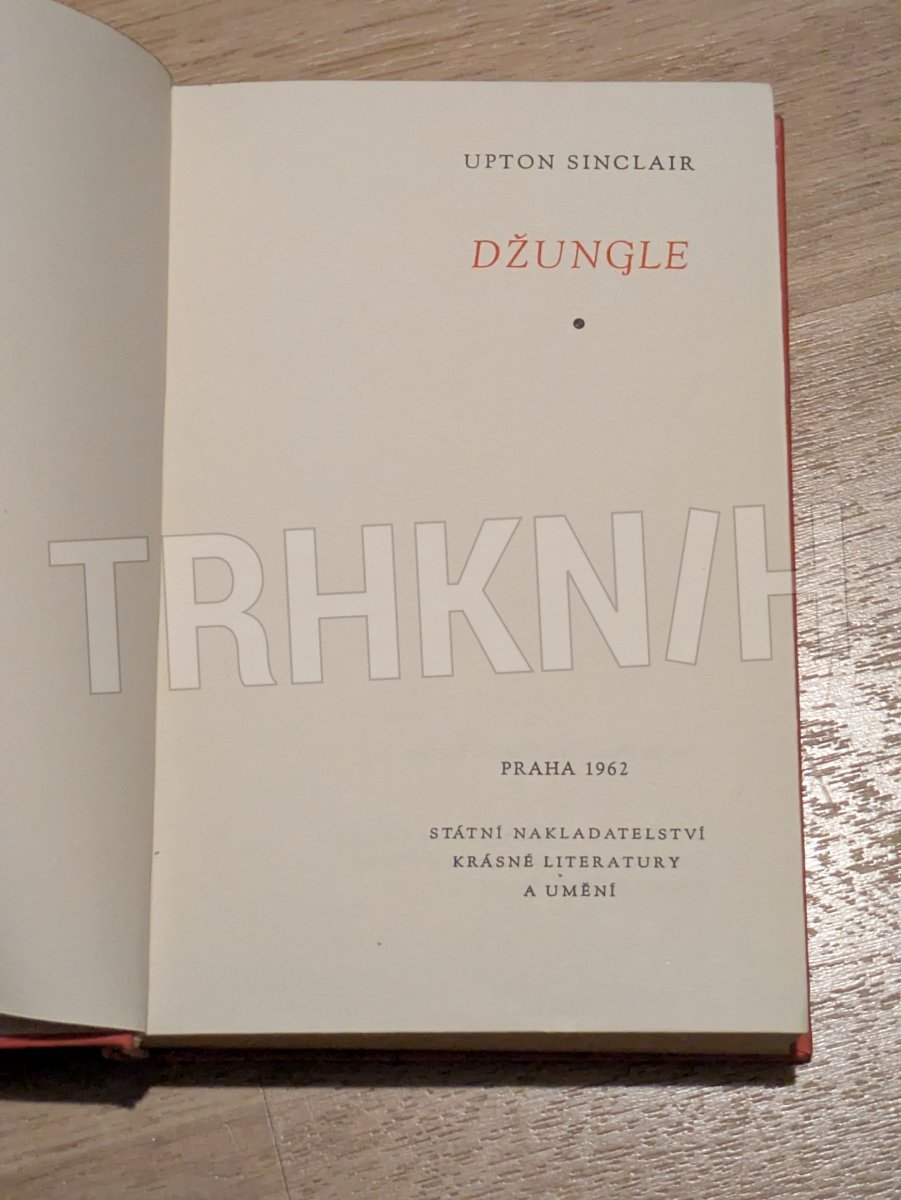 UPTON SINCLAIR
DŽUNGLE
TRHKNIH
PRAHA 1962
STÁTNÍ NAKLADATELSTVÍ
KRÁSNÉ LITERATURY
A UMĚNÍ